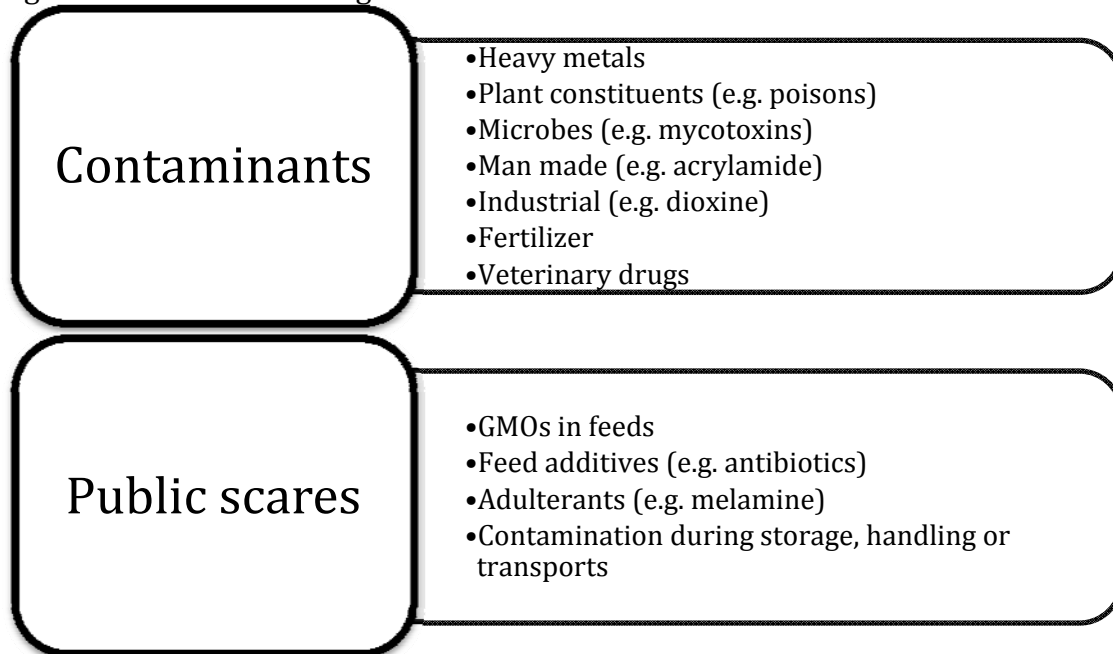 Contaminants
•Heavy metals
•Plant constituents (e.g. poisons)
•Microbes (e.g. mycotoxins)
•Man made (e.g. acrylamide)
•Industrial (e.g. dioxine)
•Fertilizer
•Veterinary drugs
Public scares
•GMOs in feeds
•Feed additives (e.g. antibiotics)
•Adulterants (e.g. melamine)
•Contamination during storage, handling or
transports